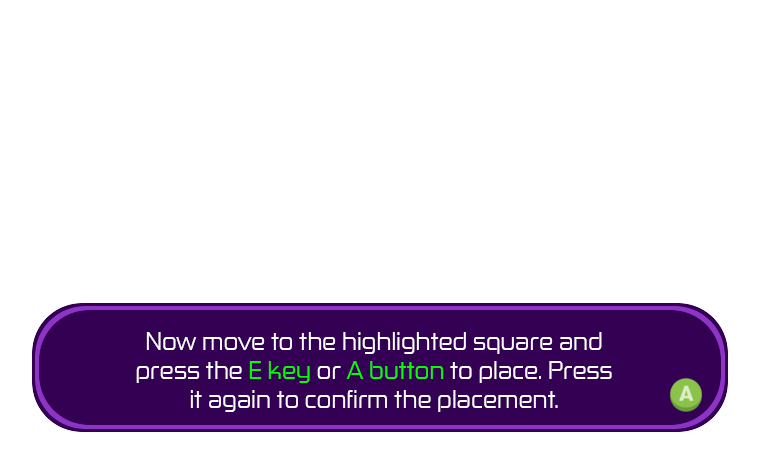 Now move to the highlighted square and
press the E key or A button to place. Press
it again to confirm the placement.
A